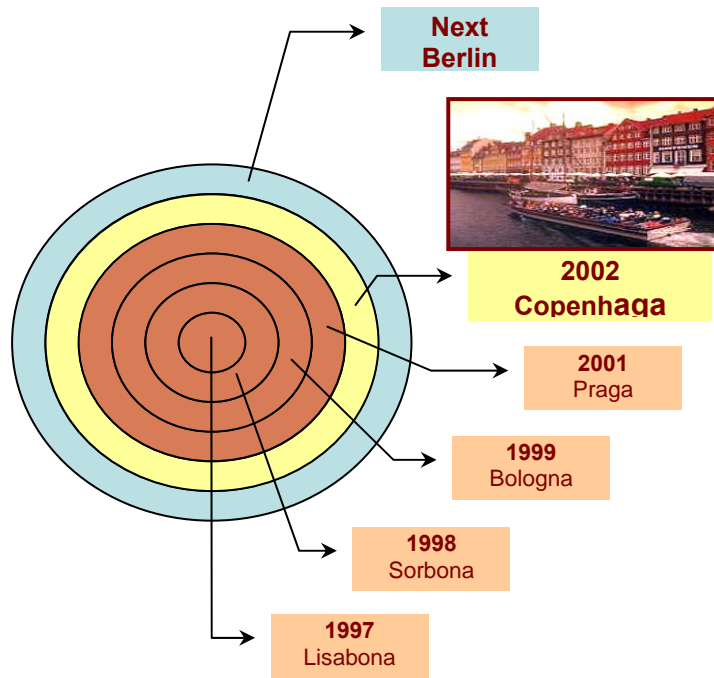 Next
Berlin
2002
Copenhaga
2001
Praga
1999
Bologna
1998
Sorbona
1997
Lisabona